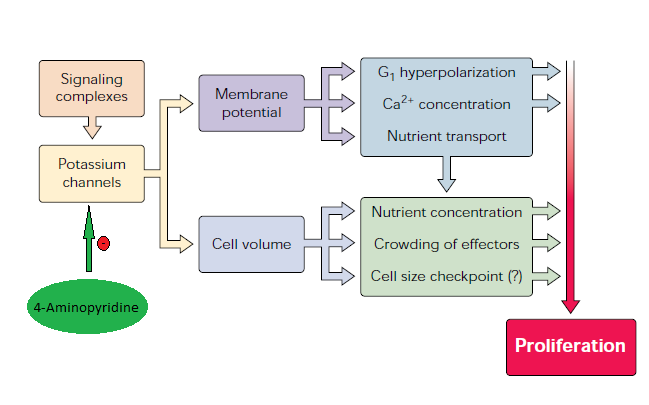 Signaling
complexes
Potassium
channels
4-Aminopyridine
Membrane
potential
Cell volume
G₁ hyperpolarization
Ca²⁺ concentration
Nutrient transport
Nutrient concentration
Crowding of effectors
Cell size checkpoint (?)
Proliferation